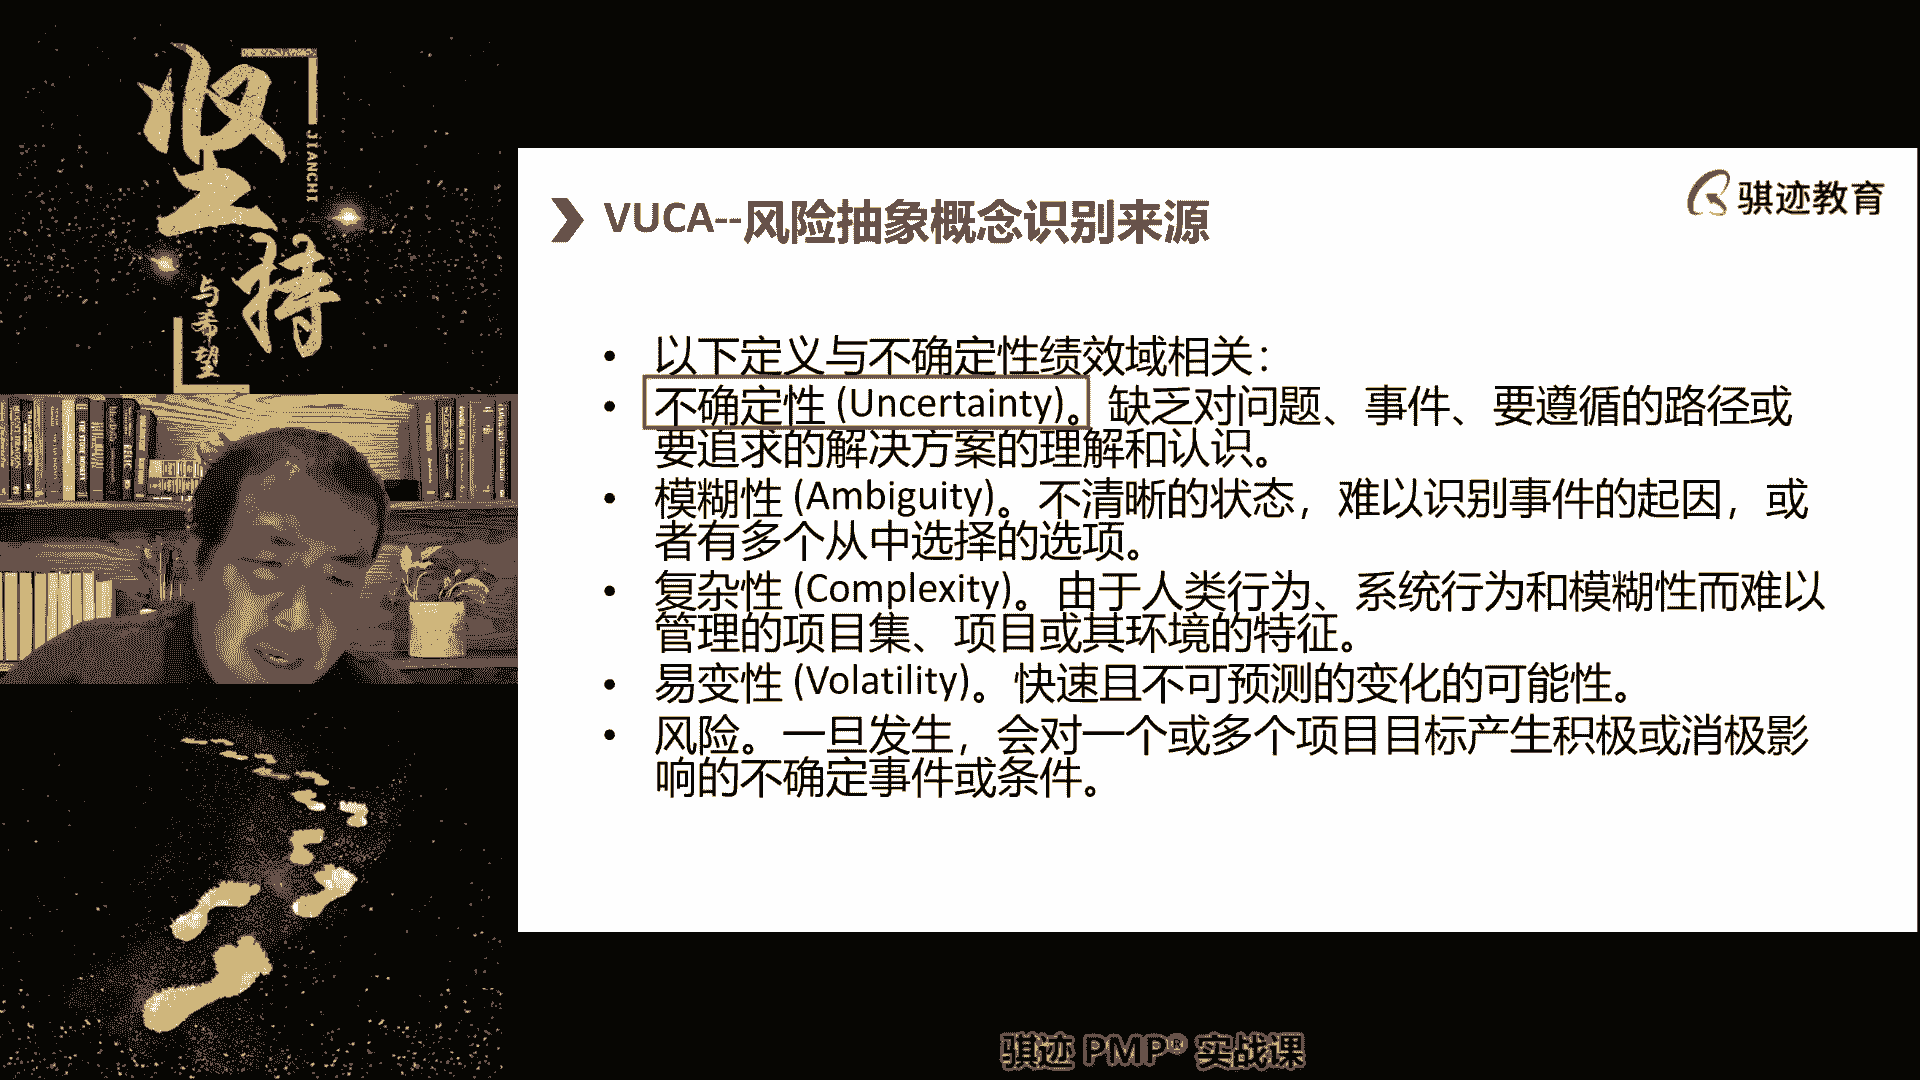 坚持
JIANCHI
与希望
骐迹教育
VUCA--风险抽象概念识别来源
• 以下定义与不确定性绩效域相关：
• 不确定性 (Uncertainty)。缺乏对问题、事件、要遵循的路径或
要追求的解决方案的理解和认识。
• 模糊性 (Ambiguity)。不清晰的状态，难以识别事件的起因，或
者有多个从中选择的选项。
• 复杂性 (Complexity)。由于人类行为、系统行为和模糊性而难以
管理的项目集、项目或其环境的特征。
• 易变性 (Volatility)。快速且不可预测的变化的可能性。
• 风险。一旦发生，会对一个或多个项目目标产生积极或消极影
响的不确定事件或条件。
骐迹 PMP® 实战课